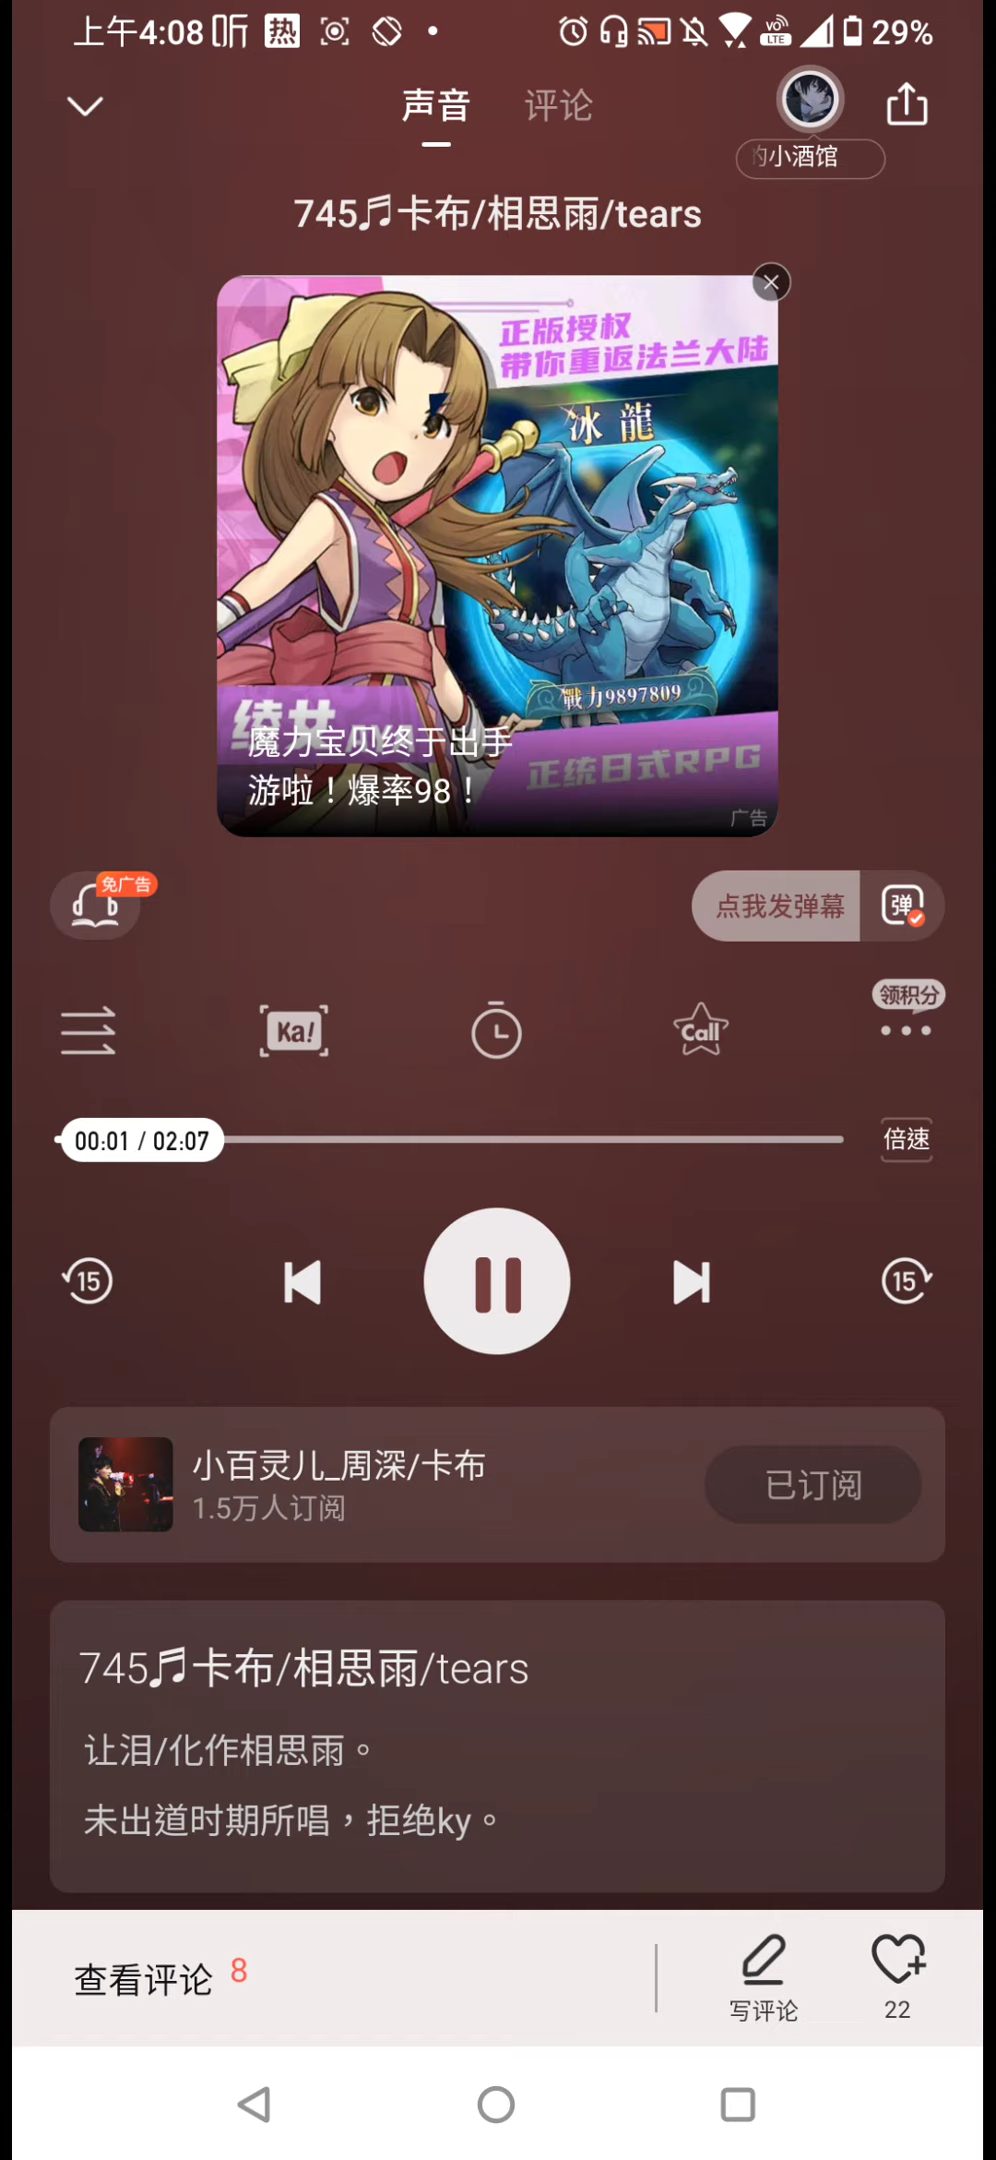 上午4:08 听 热 VO LTE 29%
声音 评论
的小酒馆
745♬卡布/相思雨/tears
正版授权
带你重返法兰大陆
冰龍
戰力9897809
魔力宝贝终于出手
游啦！爆率98！
正统日式RPG
广告
免广告
点我发弹幕 弹
Ka!
Call
领积分
00:01 / 02:07
倍速
15
15
小百灵儿_周深/卡布
1.5万人订阅
已订阅
745♬卡布/相思雨/tears
让泪/化作相思雨。
未出道时期所唱，拒绝ky。
查看评论 8
写评论
22